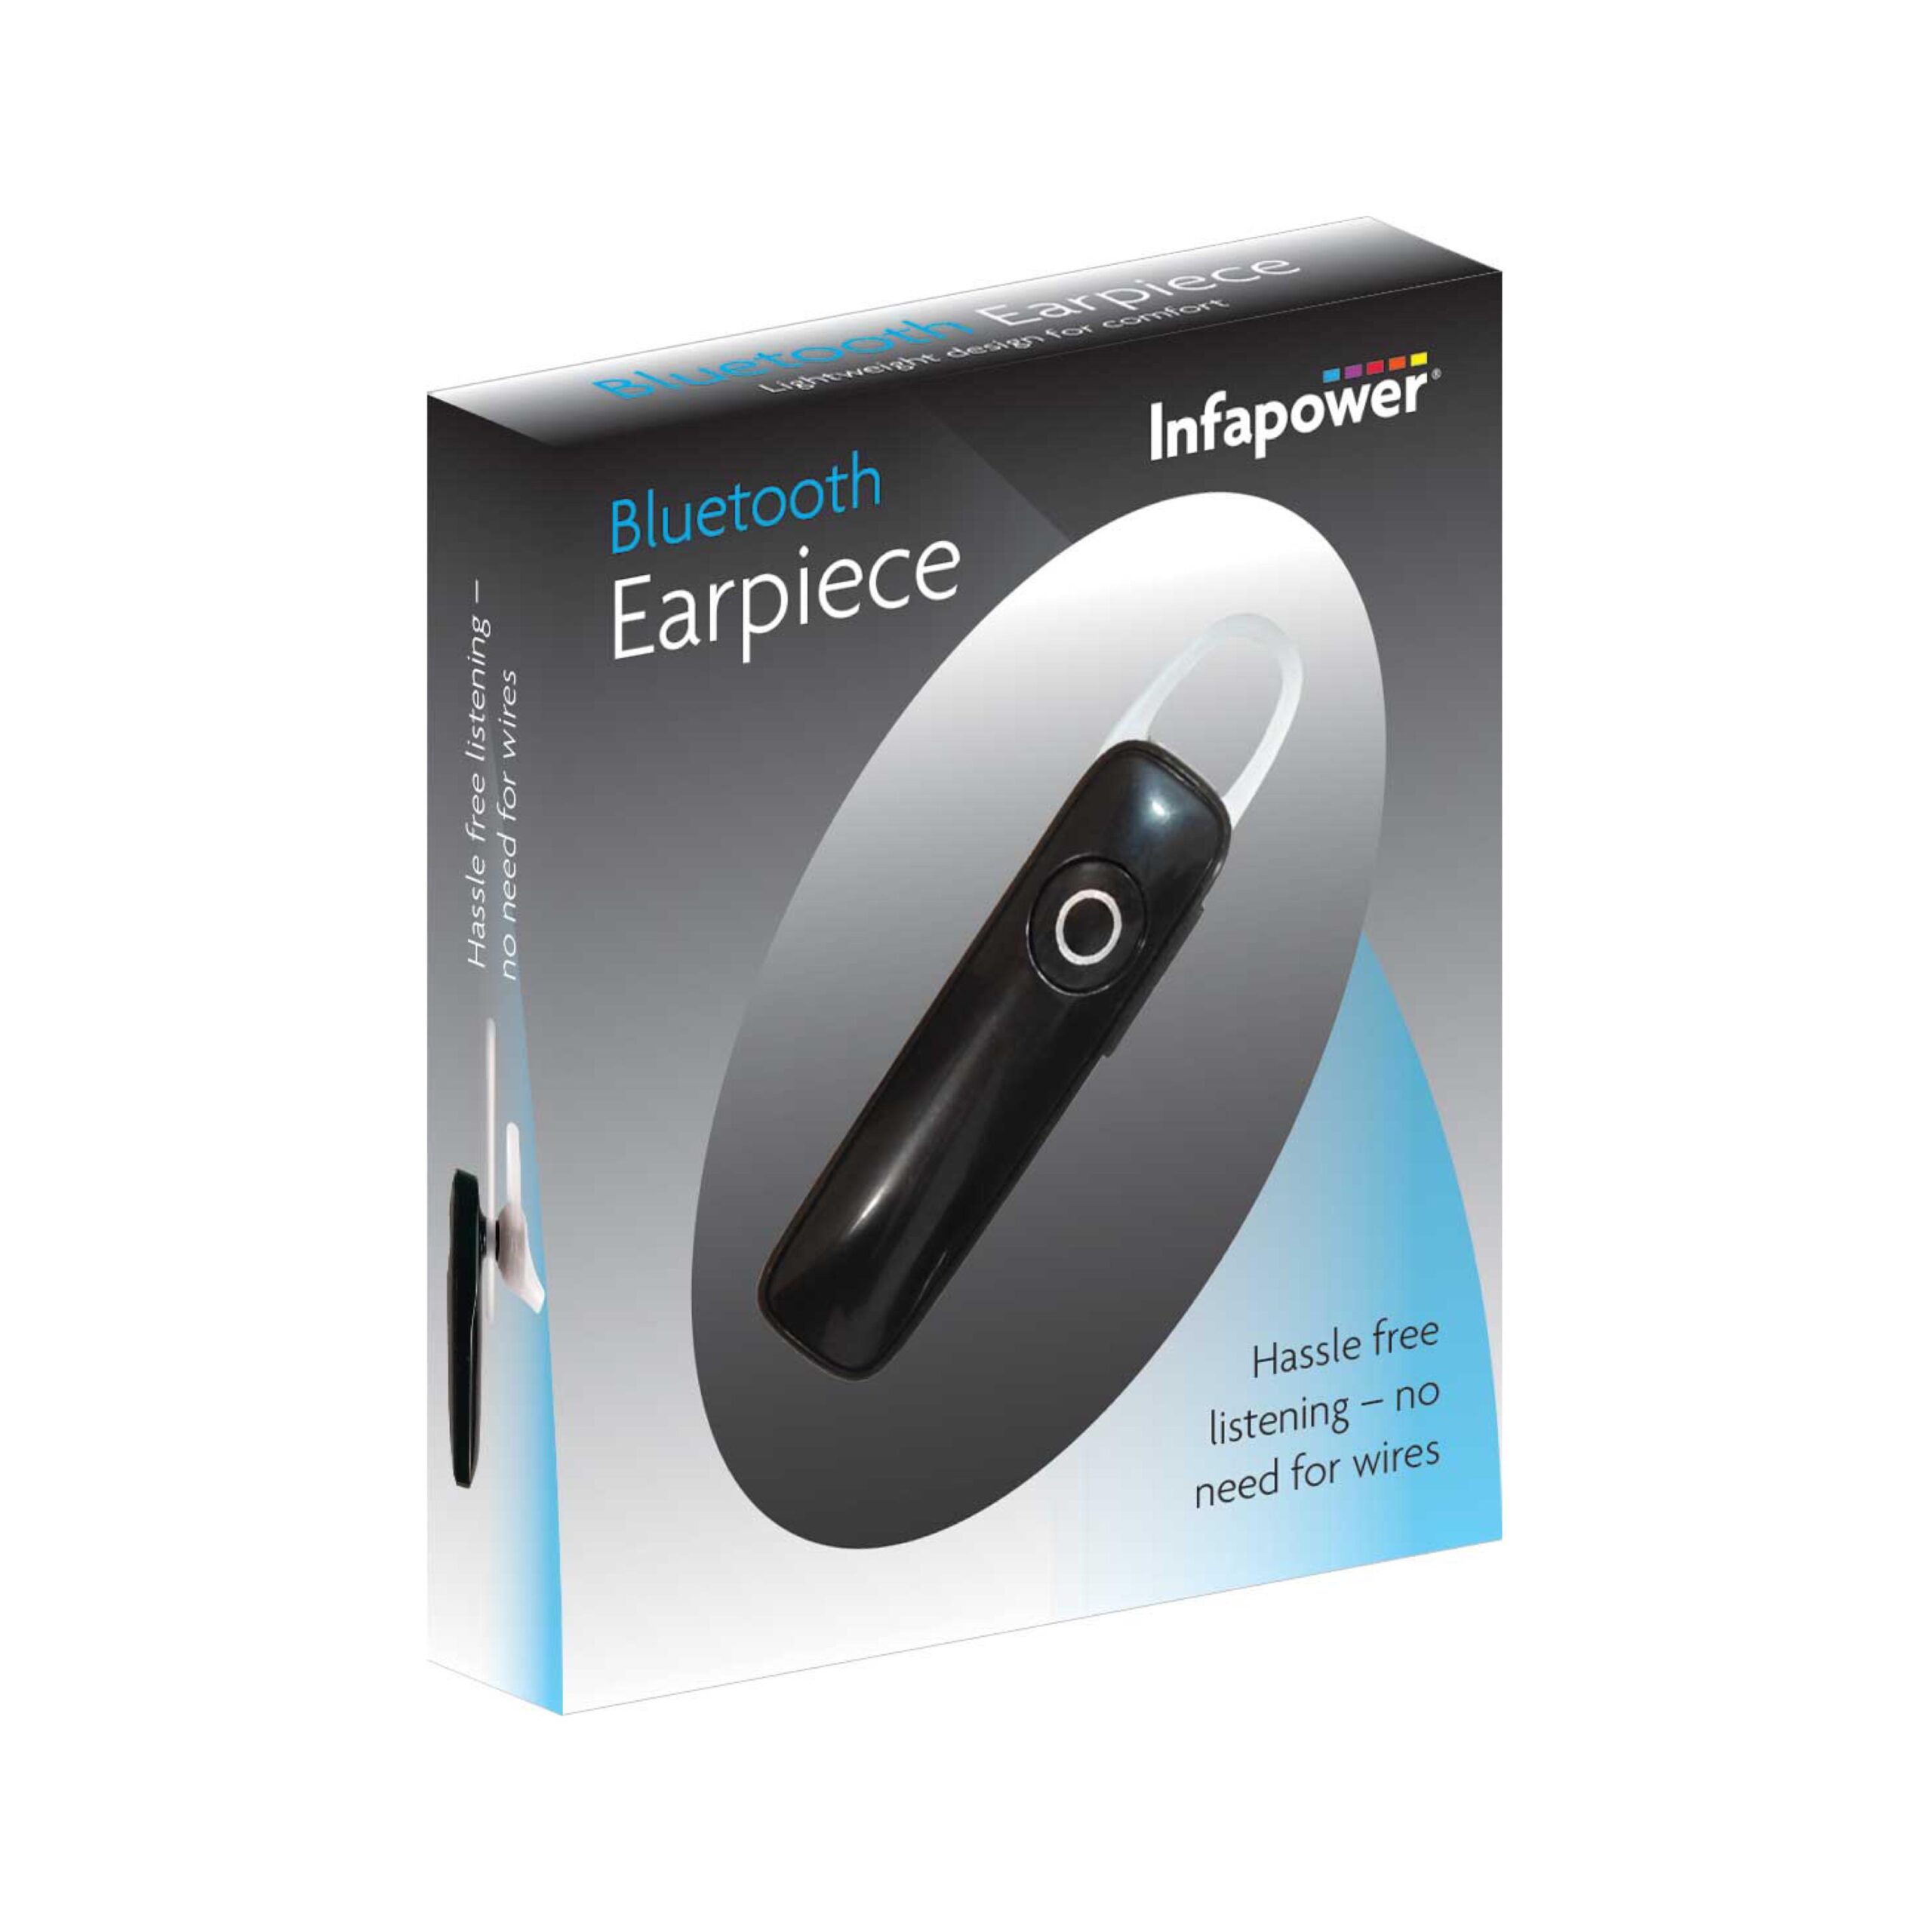 Bluetooth Earpiece
Lightweight design for comfort
Infapower®
Bluetooth
Earpiece
Hassle free
listening – no
need for wires
Hassle free listening –
no need for wires